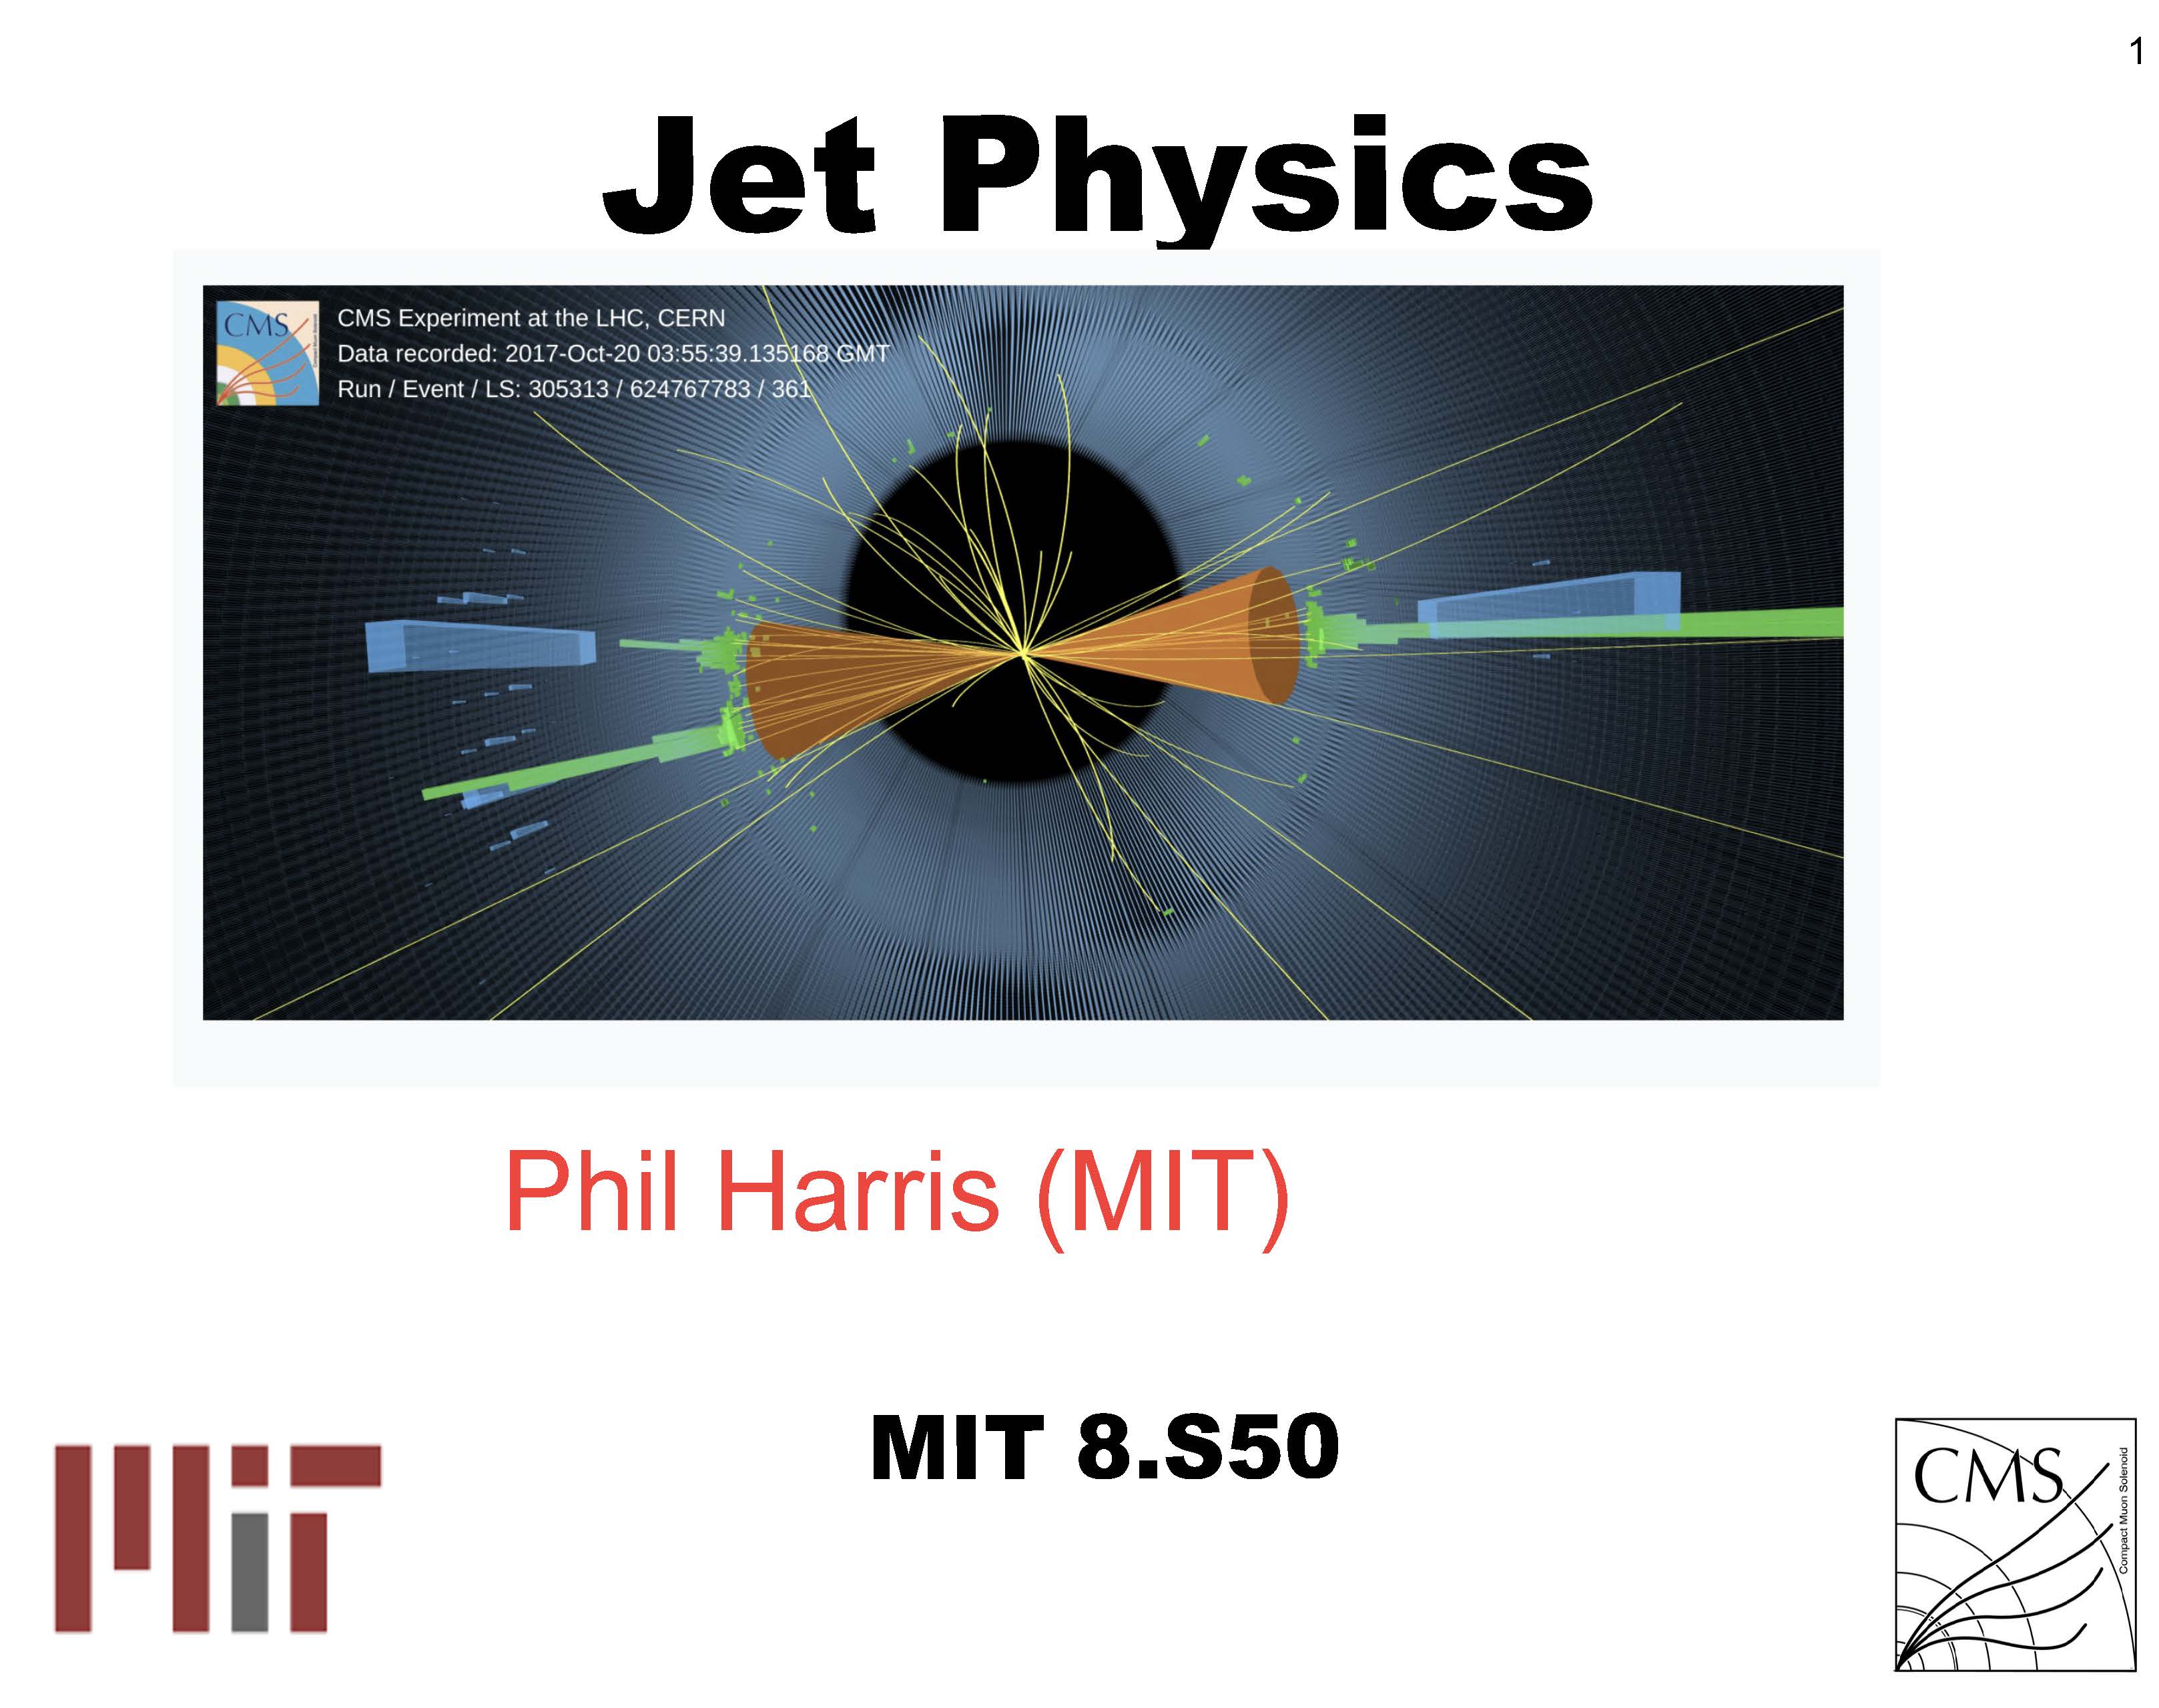 1
Jet Physics
CMS
CMS Experiment at the LHC, CERN
Data recorded: 2017-Oct-20 03:55:39.135168 GMT
Run / Event / LS: 305313 / 624767783 / 361
Phil Harris (MIT)
MIT 8.S50
MIT
CMS
Compact Muon Solenoid